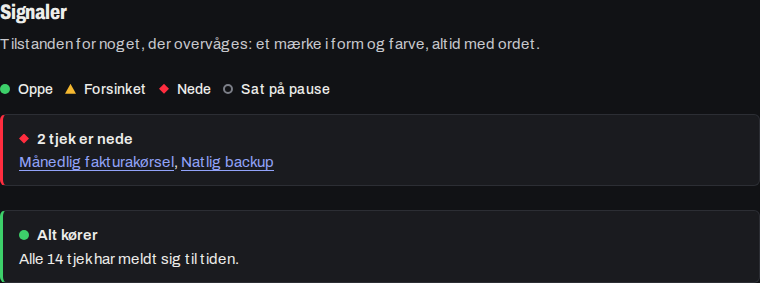 Signaler
Tilstanden for noget, der overvåges: et mærke i form og farve, altid med ordet.
Oppe Forsinket Nede Sat på pause
2 tjek er nede
Månedlig fakturakørsel, Natlig backup
Alt kører
Alle 14 tjek har meldt sig til tiden.